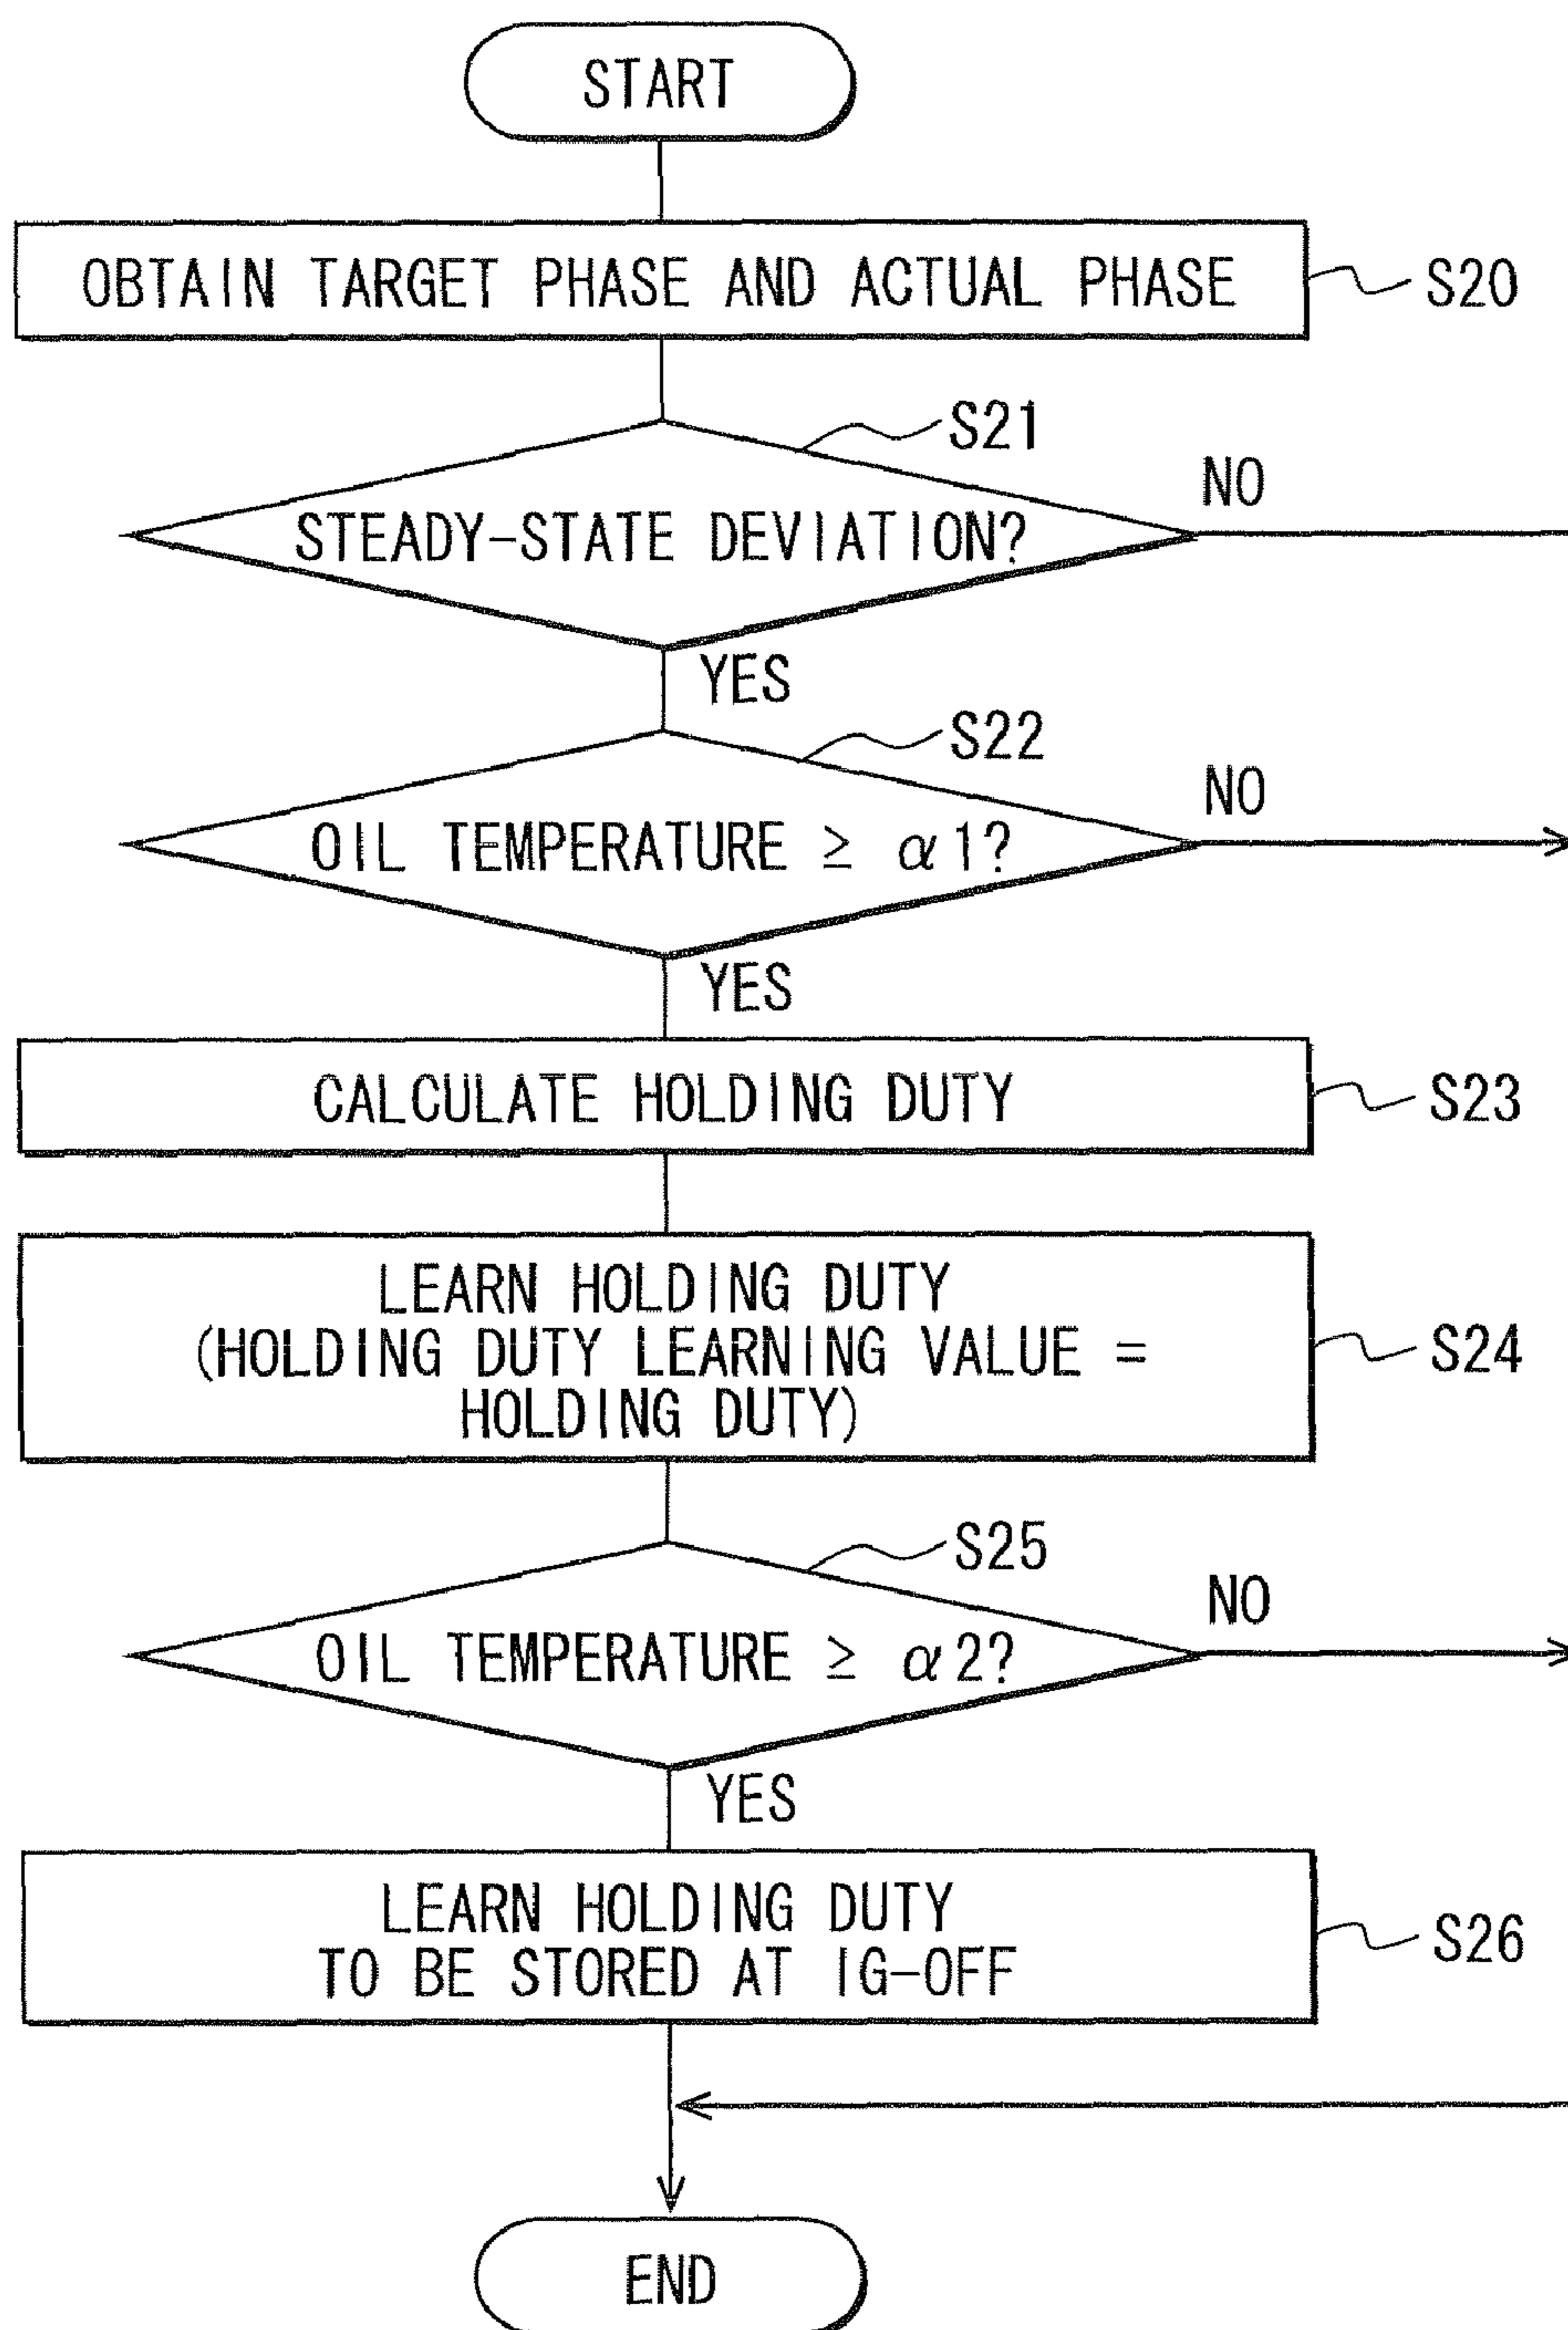 START
OBTAIN TARGET PHASE AND ACTUAL PHASE
S20
S21
STEADY-STATE DEVIATION?
NO
YES
S22
OIL TEMPERATURE ≥ α1?
NO
YES
CALCULATE HOLDING DUTY
S23
LEARN HOLDING DUTY
(HOLDING DUTY LEARNING VALUE =
HOLDING DUTY)
S24
S25
OIL TEMPERATURE ≥ α2?
NO
YES
LEARN HOLDING DUTY
TO BE STORED AT IG-OFF
S26
END